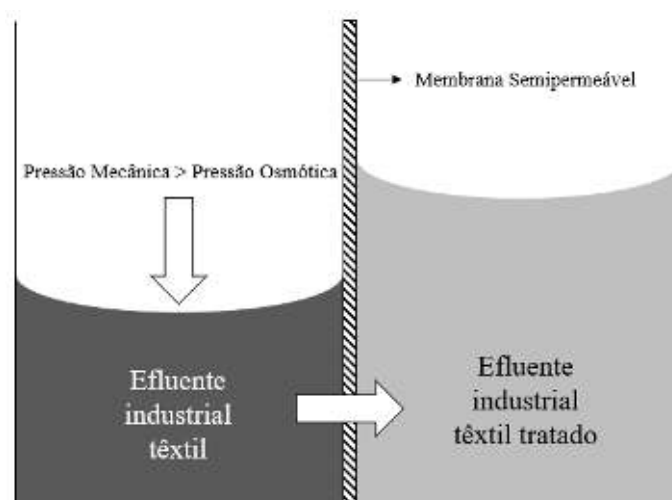 Membrana Semipermeável
Pressão Mecânica > Pressão Osmótica
Efluente
industrial
têxtil
Efluente
industrial
têxtil tratado